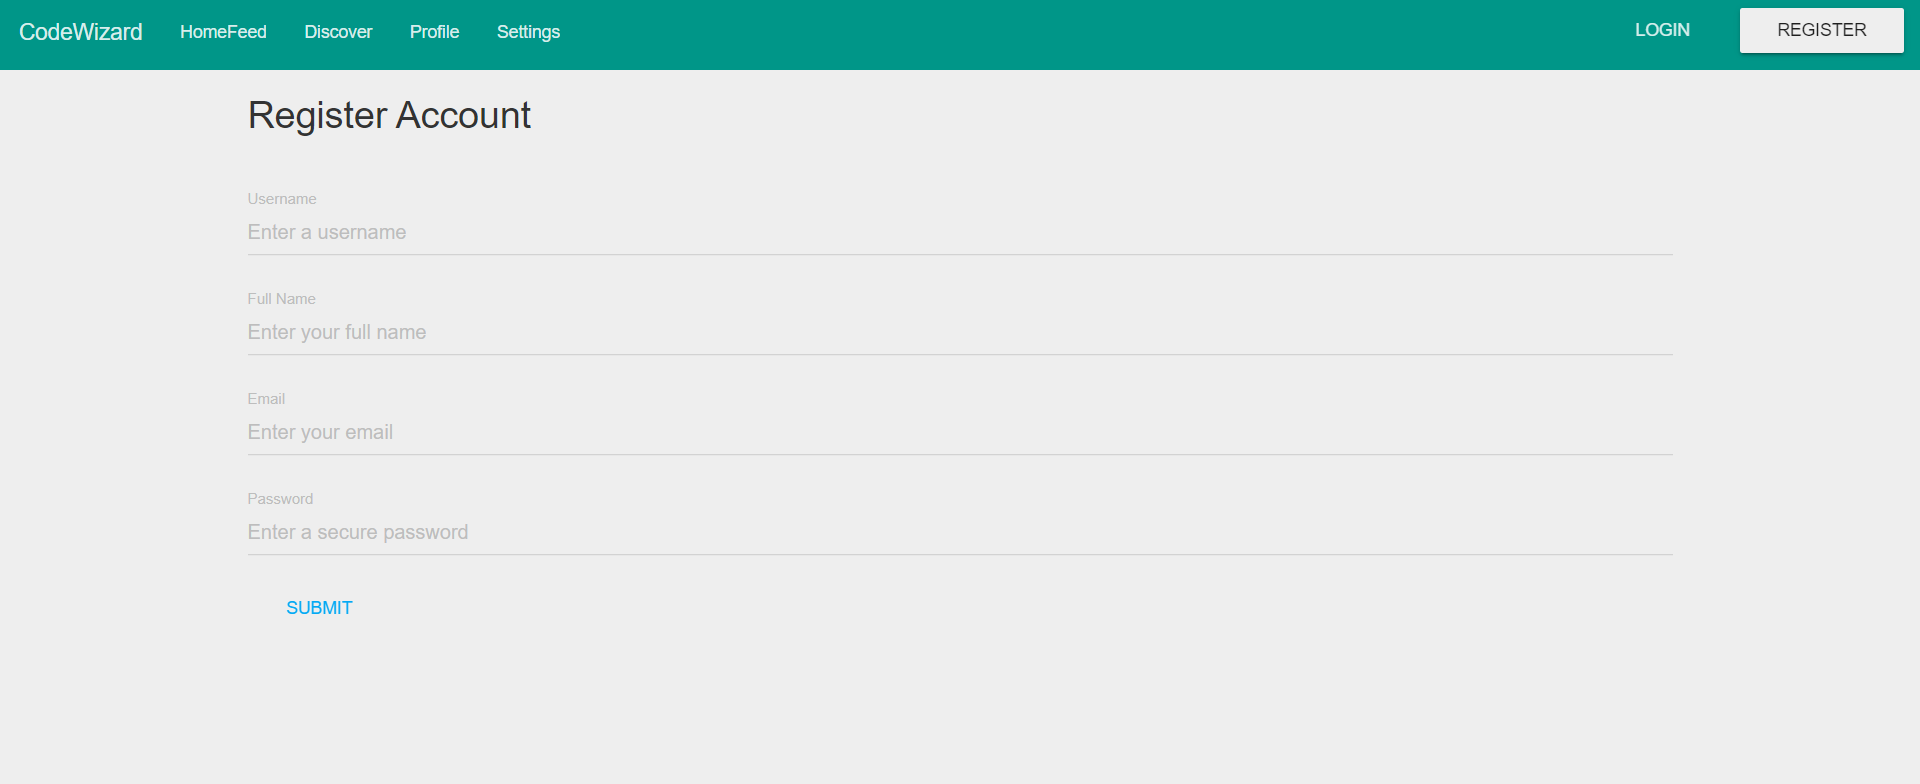 CodeWizard HomeFeed Discover Profile Settings LOGIN REGISTER
Register Account
Username
Enter a username
Full Name
Enter your full name
Email
Enter your email
Password
Enter a secure password
SUBMIT